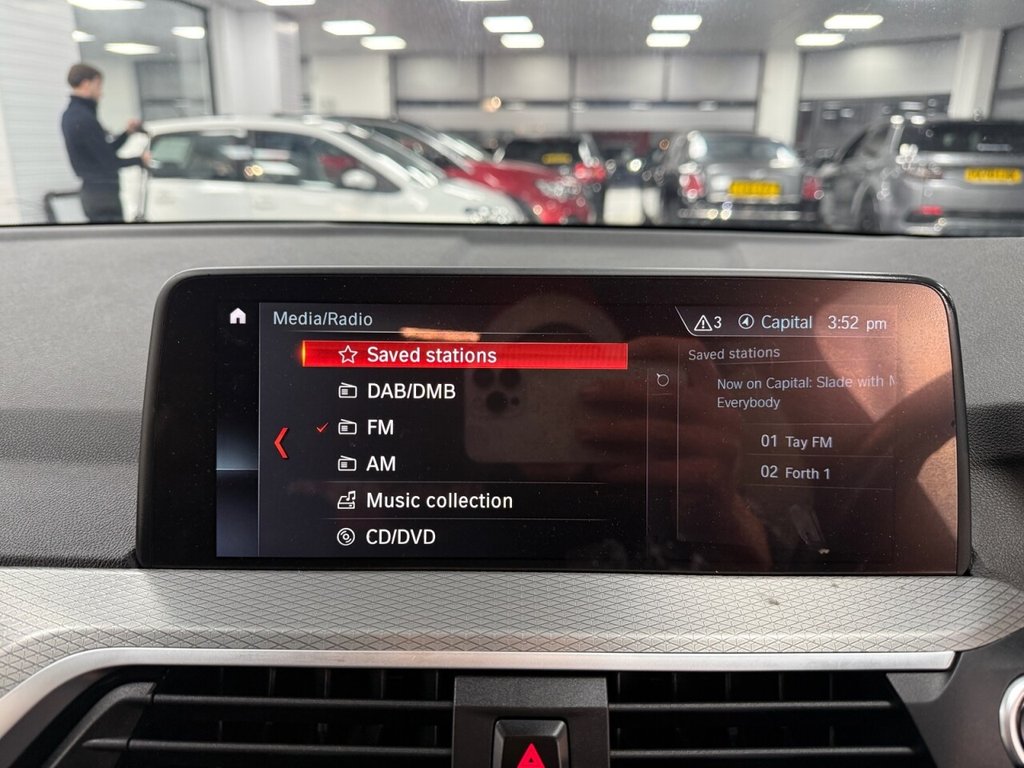 Media/Radio
3 Capital 3:52 pm
Saved stations
DAB/DMB
FM
AM
Music collection
CD/DVD
Saved stations
Now on Capital: Slade with
Everybody
01 Tay FM
02 Forth 1